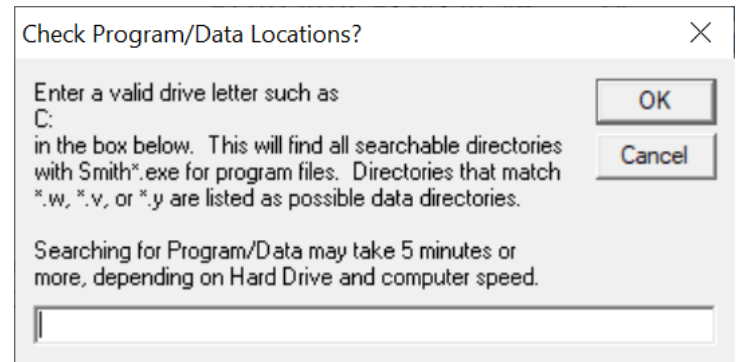 Check Program/Data Locations?
Enter a valid drive letter such as
OK
C:
in the box below.  This will find all searchable directories
with Smith*.exe for program files.  Directories that match
Cancel
*.w, *.v, or *.y are listed as possible data directories.
Searching for Program/Data may take 5 minutes or
more, depending on Hard Drive and computer speed.